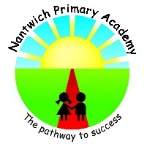 Nantwich Primary Academy
The pathway to success